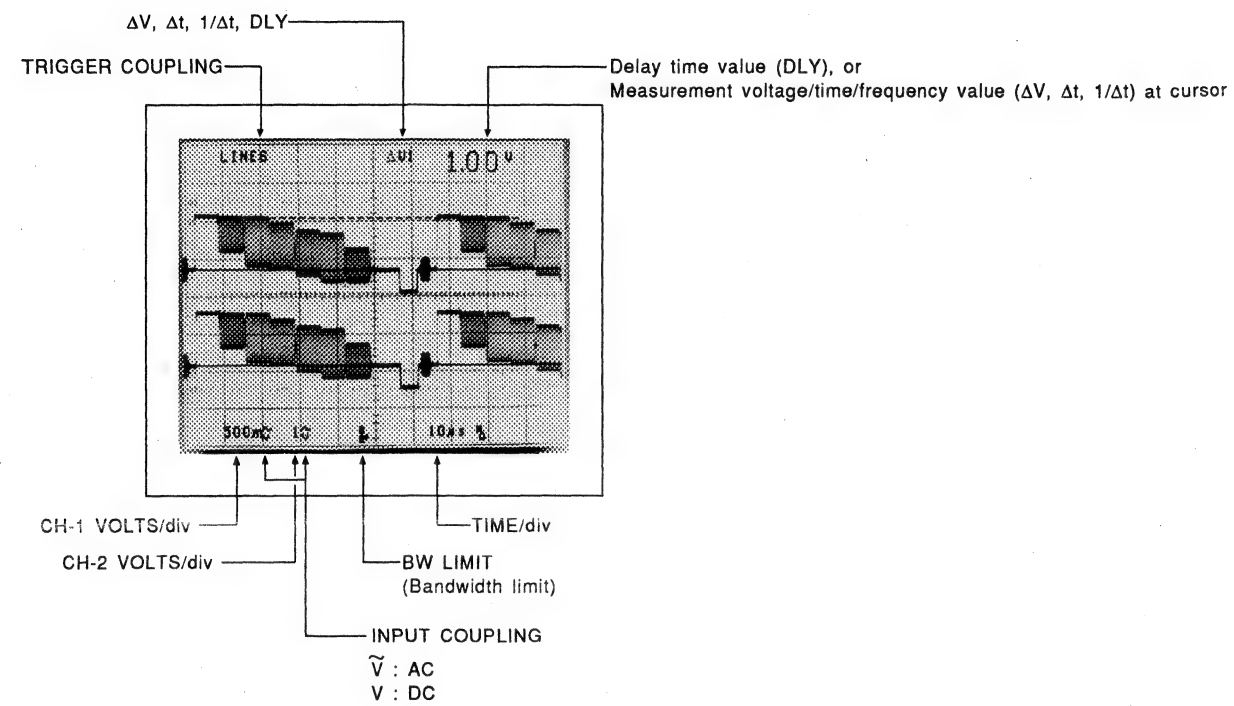 ΔV, Δt, 1/Δt, DLY
TRIGGER COUPLING
Delay time value (DLY), or
Measurement voltage/time/frequency value (ΔV, Δt, 1/Δt) at cursor
LINES ΔV1 1.00 V
500mV
10µs
CH-1 VOLTS/div
TIME/div
CH-2 VOLTS/div
BW LIMIT
(Bandwidth limit)
INPUT COUPLING
Ṽ : AC
V : DC